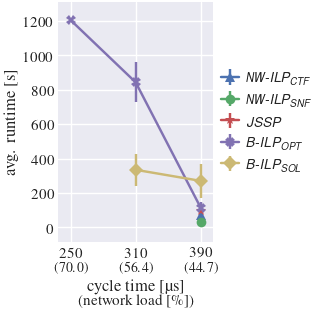 1200
1000
800
600
400
200
0
avg. runtime [s]
250
(70.0)
310
(56.4)
390
(44.7)
cycle time [µs]
(network load [%])
NW-ILP_CTF
NW-ILP_SNF
JSSP
B-ILP_OPT
B-ILP_SOL